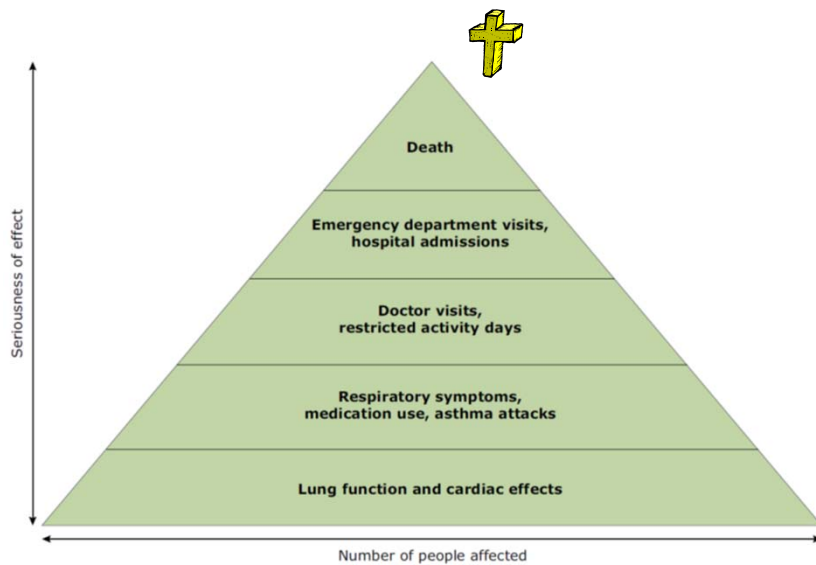 Death
Emergency department visits,
hospital admissions
Doctor visits,
restricted activity days
Respiratory symptoms,
medication use, asthma attacks
Lung function and cardiac effects
Seriousness of effect
Number of people affected